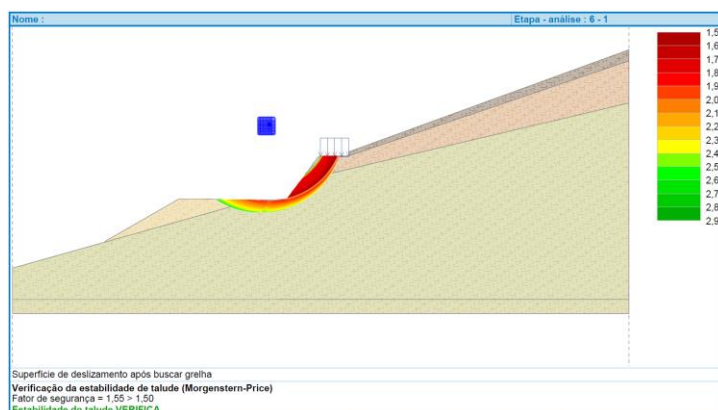 Nome :
Etapa - análise : 6 - 1
1,5
1,6
1,7
1,8
1,9
2,0
2,1
2,2
2,3
2,4
2,5
2,6
2,7
2,8
2,9
Superfície de deslizamento após buscar grelha
Verificação da estabilidade de talude (Morgenstern-Price)
Fator de segurança = 1,55 > 1,50
Estabilidade do talude VERIFICA